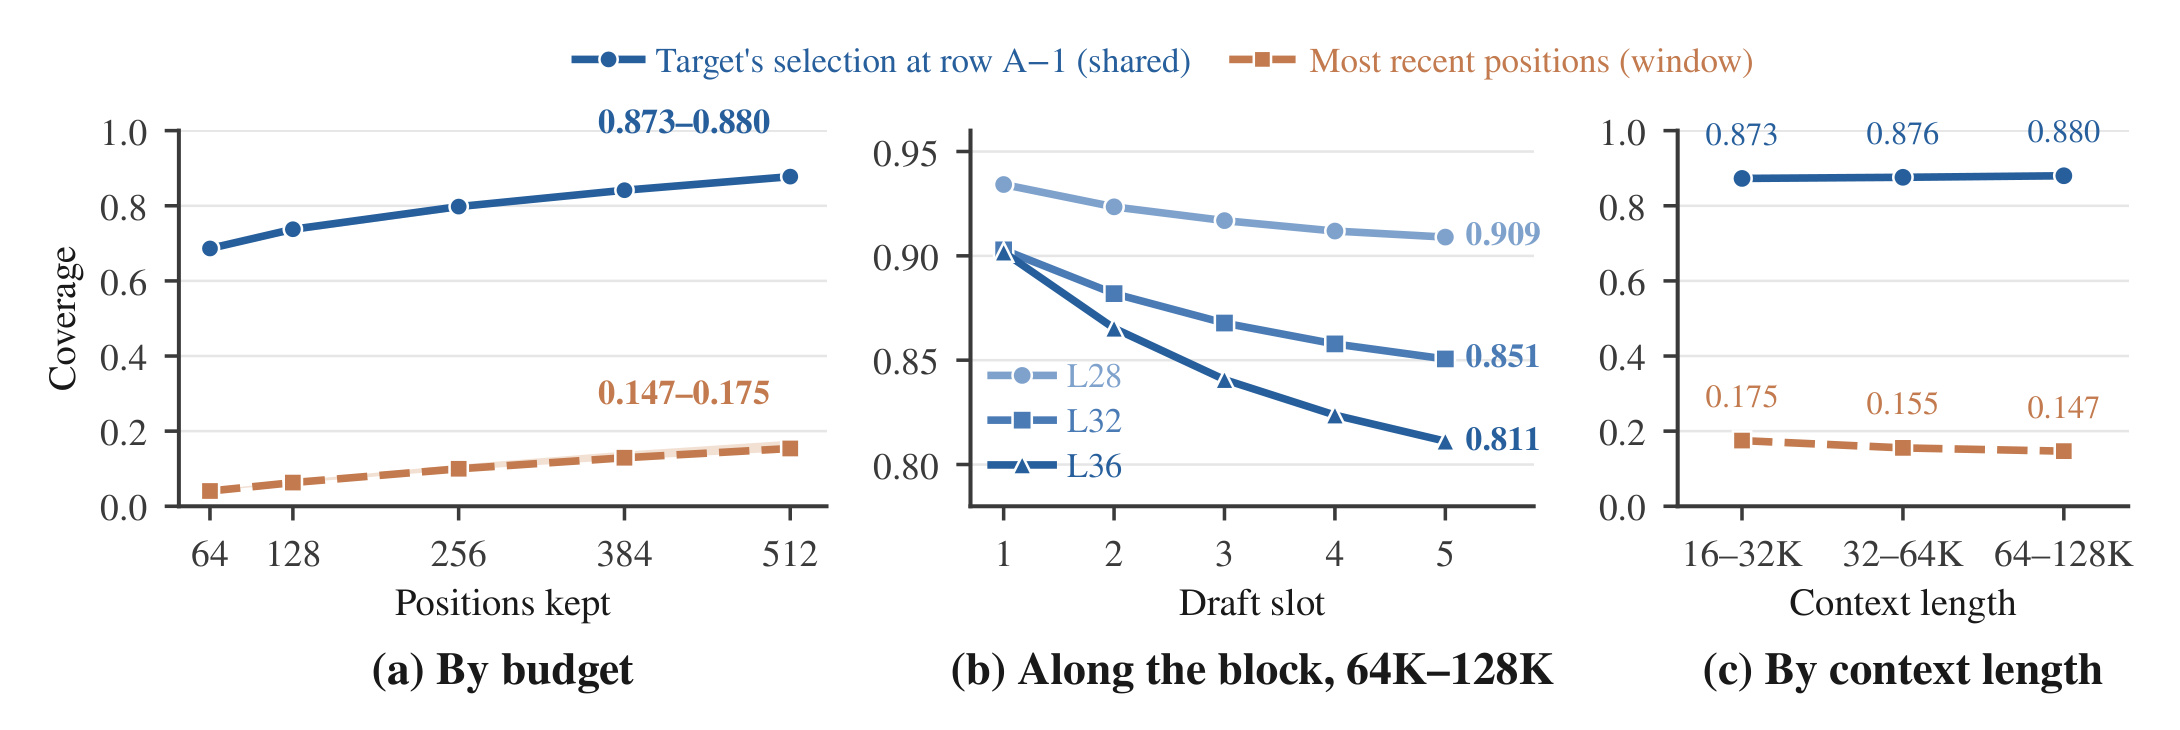 Target's selection at row A−1 (shared)
Most recent positions (window)
Coverage
1.0
0.8
0.6
0.4
0.2
0.0
0.873–0.880
0.147–0.175
64 128 256 384 512
Positions kept
(a) By budget
0.95
0.90
0.85
0.80
0.909
0.851
0.811
L28
L32
L36
1 2 3 4 5
Draft slot
(b) Along the block, 64K–128K
1.0
0.8
0.6
0.4
0.2
0.0
0.873 0.876 0.880
0.175 0.155 0.147
16–32K 32–64K 64–128K
Context length
(c) By context length